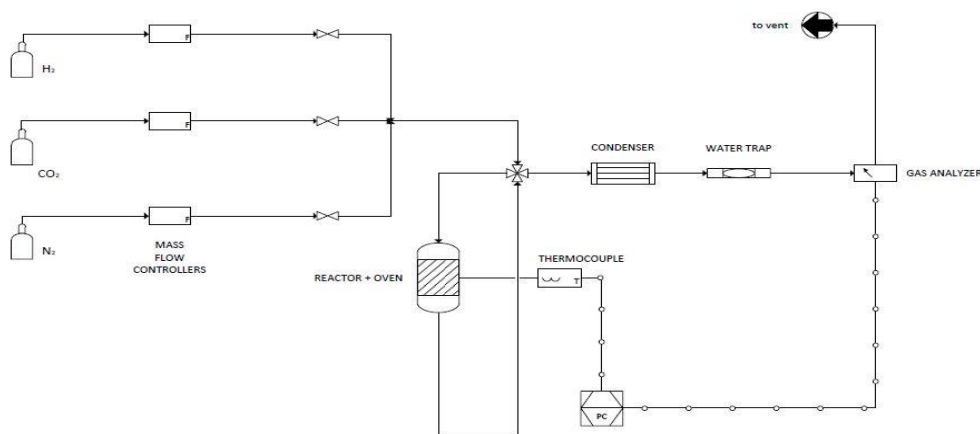 to vent
F
H₂
F
CO₂
CONDENSER
WATER TRAP
GAS ANALYZER
F
N₂
MASS
FLOW
CONTROLLERS
REACTOR + OVEN
THERMOCOUPLE
T
PC